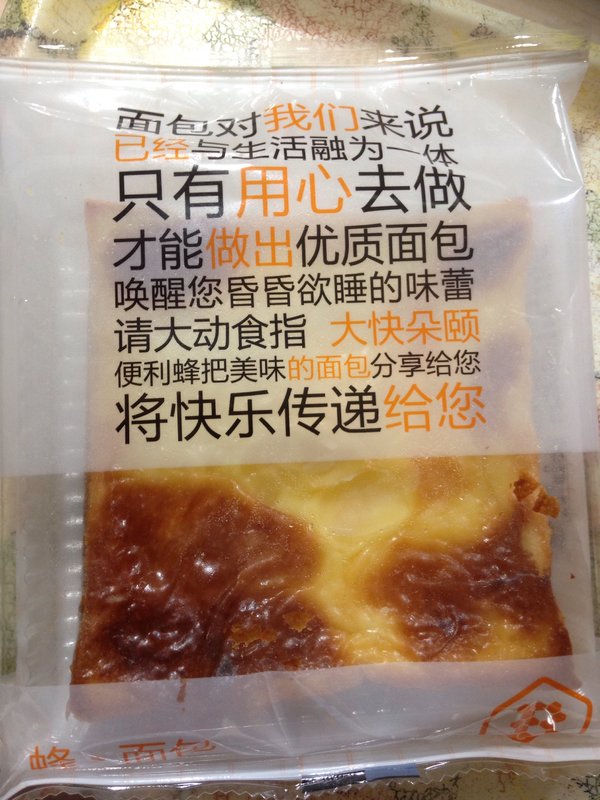 面包对我们来说
已经与生活融为一体
只有用心去做
才能做出优质面包
唤醒您昏昏欲睡的味蕾
请大动食指 大快朵颐
便利蜂把美味的面包分享给您
将快乐传递给您
蜂·面包